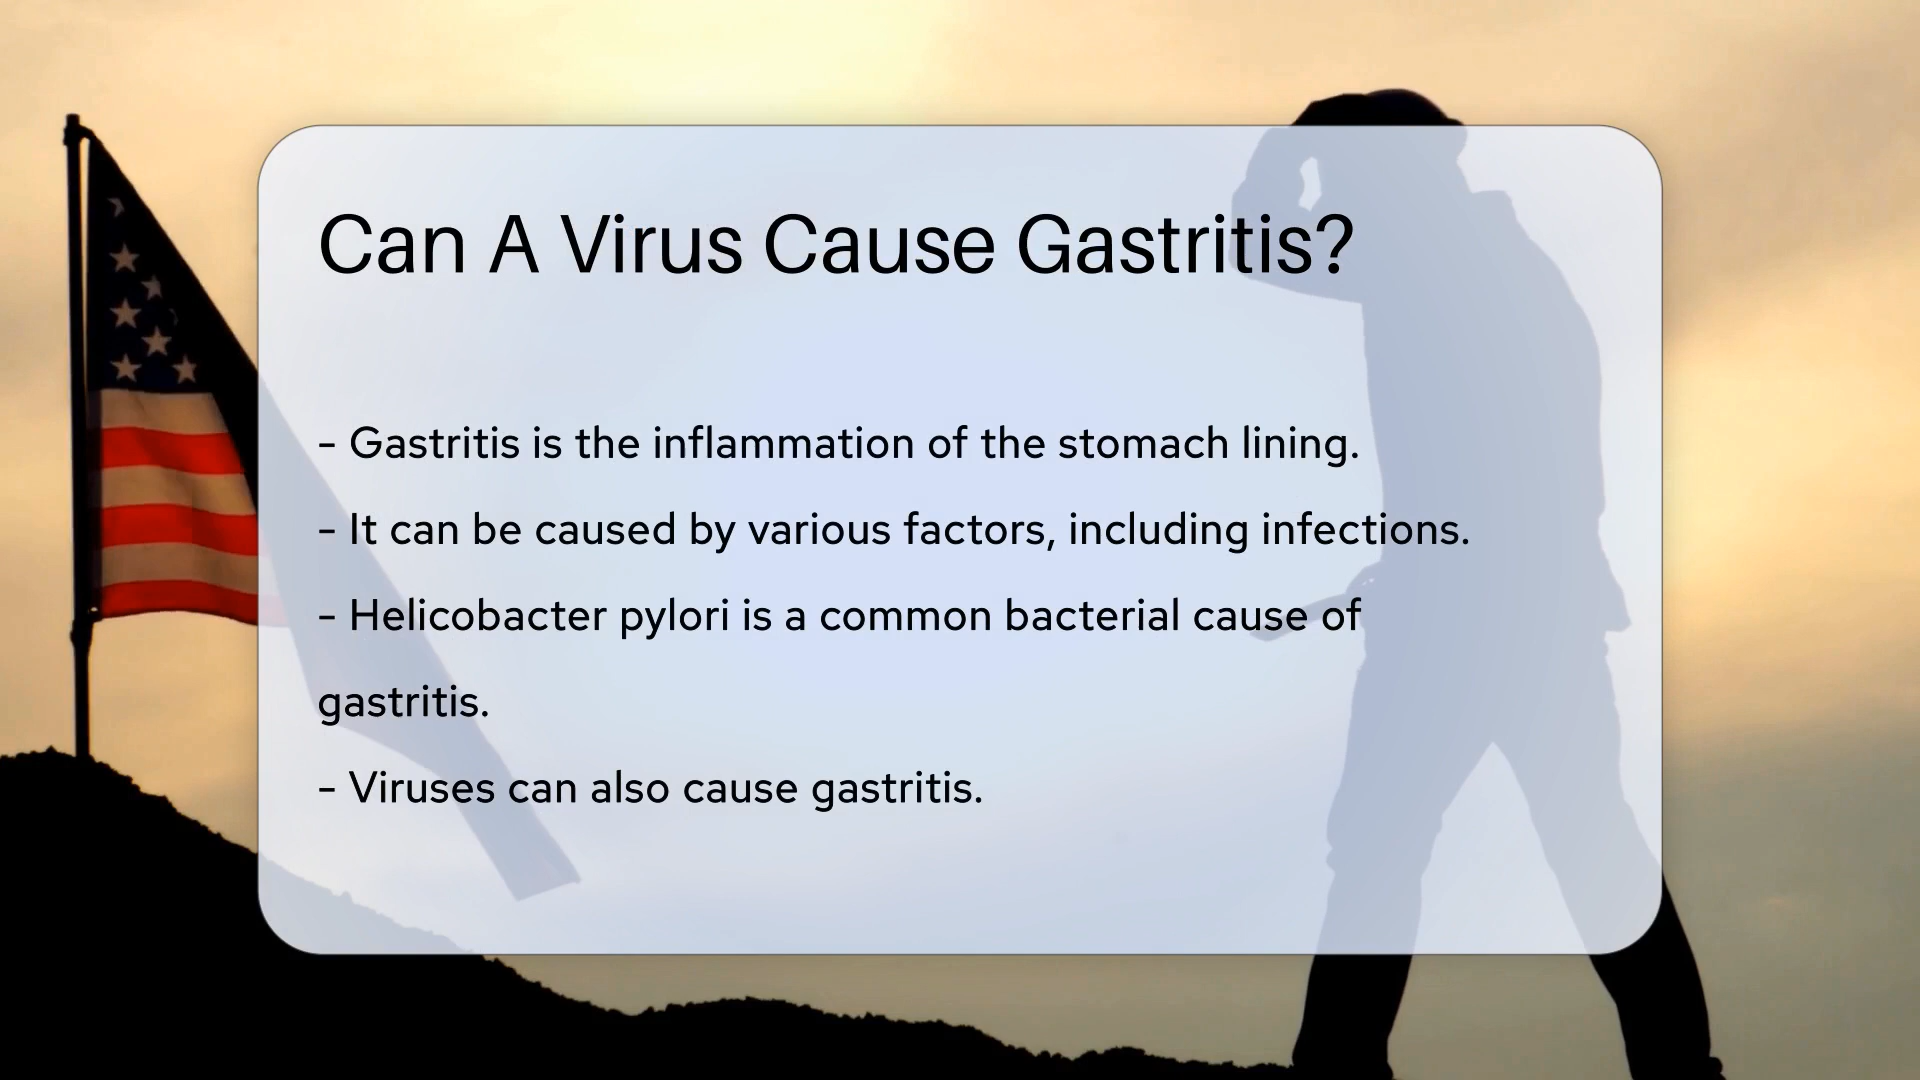 Can A Virus Cause Gastritis?
- Gastritis is the inflammation of the stomach lining.
- It can be caused by various factors, including infections.
- Helicobacter pylori is a common bacterial cause of
gastritis.
- Viruses can also cause gastritis.